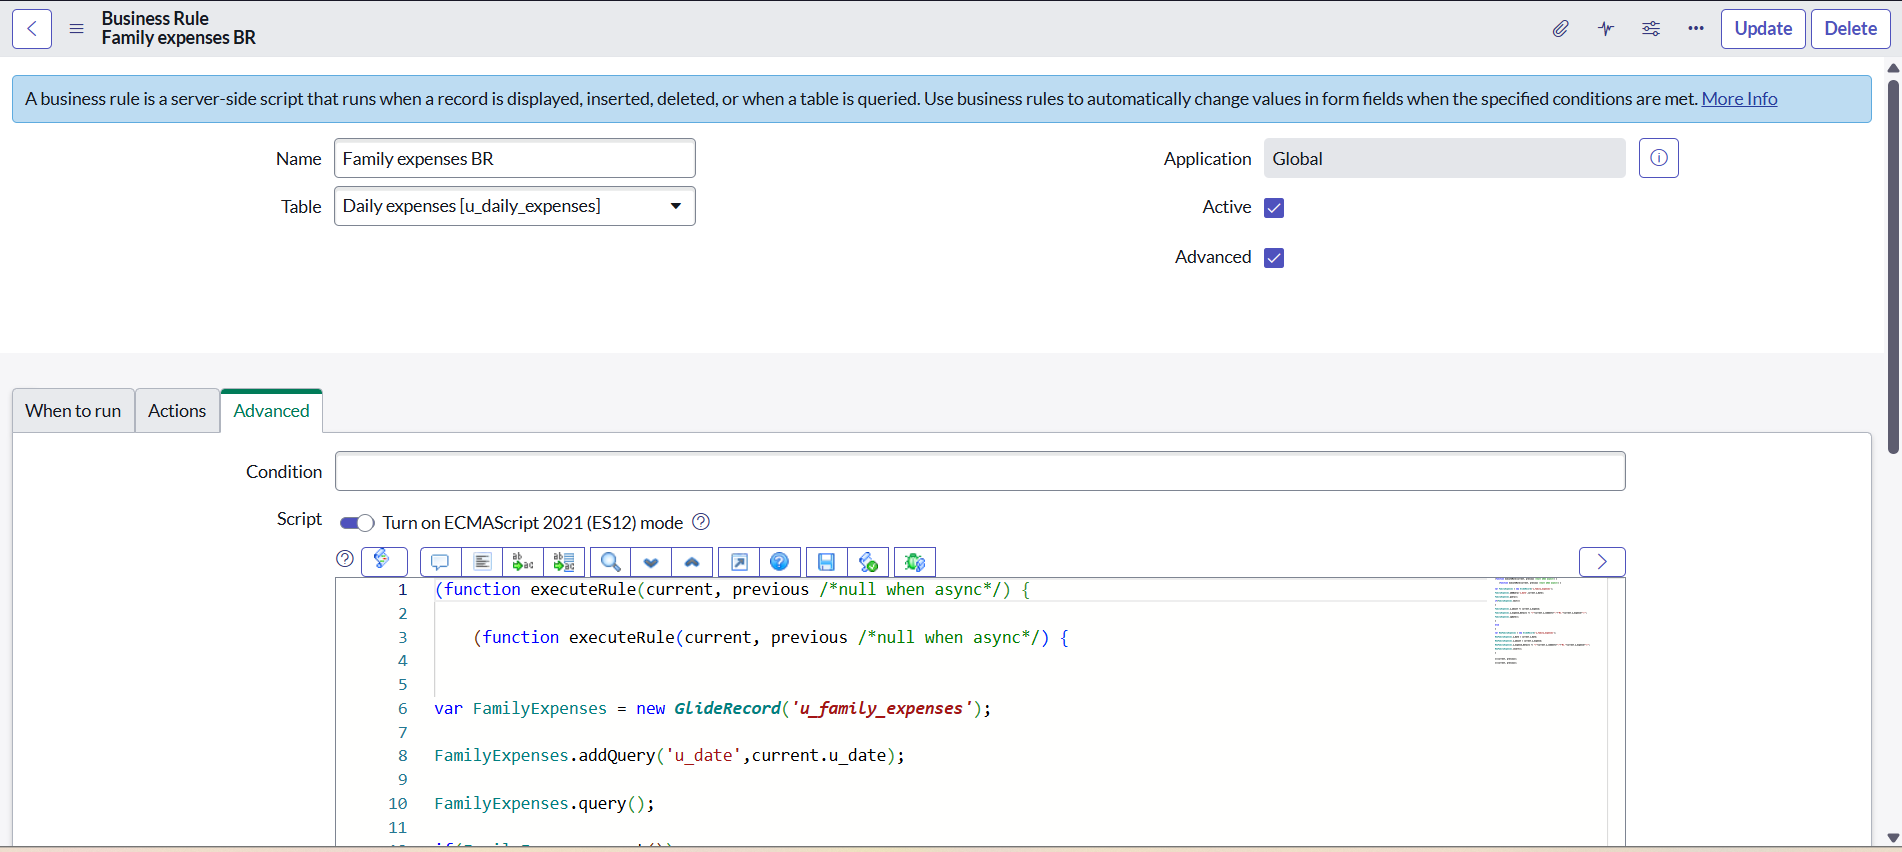 Business Rule
Family expenses BR
Update
Delete
A business rule is a server-side script that runs when a record is displayed, inserted, deleted, or when a table is queried. Use business rules to automatically change values in form fields when the specified conditions are met. More Info
Name
Family expenses BR
Application
Global
Table
Daily expenses [u_daily_expenses]
Active
Advanced
When to run
Actions
Advanced
Condition
Script
Turn on ECMAScript 2021 (ES12) mode
1 (function executeRule(current, previous /*null when async*/) {
2
3 (function executeRule(current, previous /*null when async*/) {
4
5
6 var FamilyExpenses = new GlideRecord('u_family_expenses');
7
8 FamilyExpenses.addQuery('u_date',current.u_date);
9
10 FamilyExpenses.query();
11